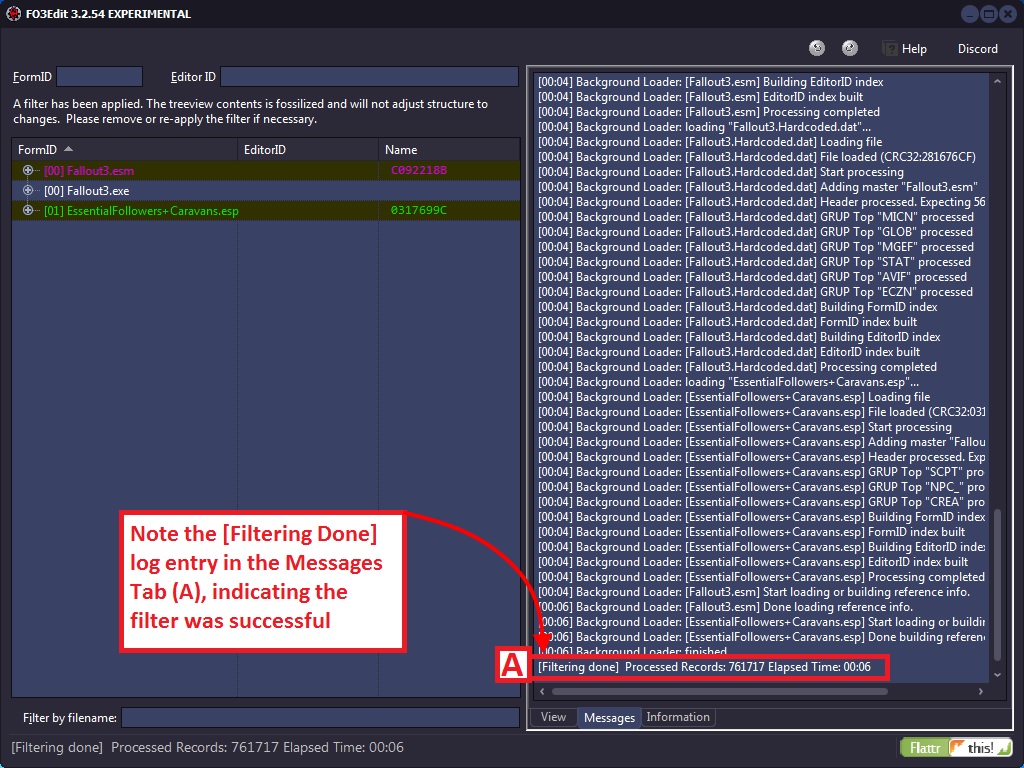 FO3Edit 3.2.54 EXPERIMENTAL
Help Discord
FormID Editor ID
A filter has been applied. The treeview contents is fossilized and will not adjust structure to
changes.  Please remove or re-apply the filter if necessary.
FormID EditorID Name
[00] Fallout3.esm C092218B
[00] Fallout3.exe
[01] EssentialFollowers+Caravans.esp 0317699C
Note the [Filtering Done]
log entry in the Messages
Tab (A), indicating the
filter was successful
Filter by filename:
[00:04] Background Loader: [Fallout3.esm] Building EditorID index
[00:04] Background Loader: [Fallout3.esm] EditorID index built
[00:04] Background Loader: [Fallout3.esm] Processing completed
[00:04] Background Loader: loading "Fallout3.Hardcoded.dat"...
[00:04] Background Loader: [Fallout3.Hardcoded.dat] Loading file
[00:04] Background Loader: [Fallout3.Hardcoded.dat] File loaded (CRC32:281676CF)
[00:04] Background Loader: [Fallout3.Hardcoded.dat] Start processing
[00:04] Background Loader: [Fallout3.Hardcoded.dat] Adding master "Fallout3.esm"
[00:04] Background Loader: [Fallout3.Hardcoded.dat] Header processed. Expecting 56
[00:04] Background Loader: [Fallout3.Hardcoded.dat] GRUP Top "MICN" processed
[00:04] Background Loader: [Fallout3.Hardcoded.dat] GRUP Top "GLOB" processed
[00:04] Background Loader: [Fallout3.Hardcoded.dat] GRUP Top "MGEF" processed
[00:04] Background Loader: [Fallout3.Hardcoded.dat] GRUP Top "STAT" processed
[00:04] Background Loader: [Fallout3.Hardcoded.dat] GRUP Top "AVIF" processed
[00:04] Background Loader: [Fallout3.Hardcoded.dat] GRUP Top "ECZN" processed
[00:04] Background Loader: [Fallout3.Hardcoded.dat] Building FormID index
[00:04] Background Loader: [Fallout3.Hardcoded.dat] FormID index built
[00:04] Background Loader: [Fallout3.Hardcoded.dat] Building EditorID index
[00:04] Background Loader: [Fallout3.Hardcoded.dat] EditorID index built
[00:04] Background Loader: [Fallout3.Hardcoded.dat] Processing completed
[00:04] Background Loader: loading "EssentialFollowers+Caravans.esp"...
[00:04] Background Loader: [EssentialFollowers+Caravans.esp] Loading file
[00:04] Background Loader: [EssentialFollowers+Caravans.esp] File loaded (CRC32:031
[00:04] Background Loader: [EssentialFollowers+Caravans.esp] Start processing
[00:04] Background Loader: [EssentialFollowers+Caravans.esp] Adding master "Fallou
[00:04] Background Loader: [EssentialFollowers+Caravans.esp] Header processed. Exp
[00:04] Background Loader: [EssentialFollowers+Caravans.esp] GRUP Top "SCPT" pro
[00:04] Background Loader: [EssentialFollowers+Caravans.esp] GRUP Top "NPC_" pro
[00:04] Background Loader: [EssentialFollowers+Caravans.esp] GRUP Top "CREA" pro
[00:04] Background Loader: [EssentialFollowers+Caravans.esp] Building FormID index
[00:04] Background Loader: [EssentialFollowers+Caravans.esp] FormID index built
[00:04] Background Loader: [EssentialFollowers+Caravans.esp] Building EditorID inde
[00:04] Background Loader: [EssentialFollowers+Caravans.esp] EditorID index built
[00:04] Background Loader: [EssentialFollowers+Caravans.esp] Processing completed
[00:04] Background Loader: [Fallout3.esm] Start loading or building reference info.
[00:06] Background Loader: [Fallout3.esm] Done loading reference info.
[00:06] Background Loader: [EssentialFollowers+Caravans.esp] Start loading or buildin
[00:06] Background Loader: [EssentialFollowers+Caravans.esp] Done building referen
[00:06] Background Loader: finished
A
[Filtering done]  Processed Records: 761717 Elapsed Time: 00:06
View Messages Information
[Filtering done]  Processed Records: 761717 Elapsed Time: 00:06
Flattr this!